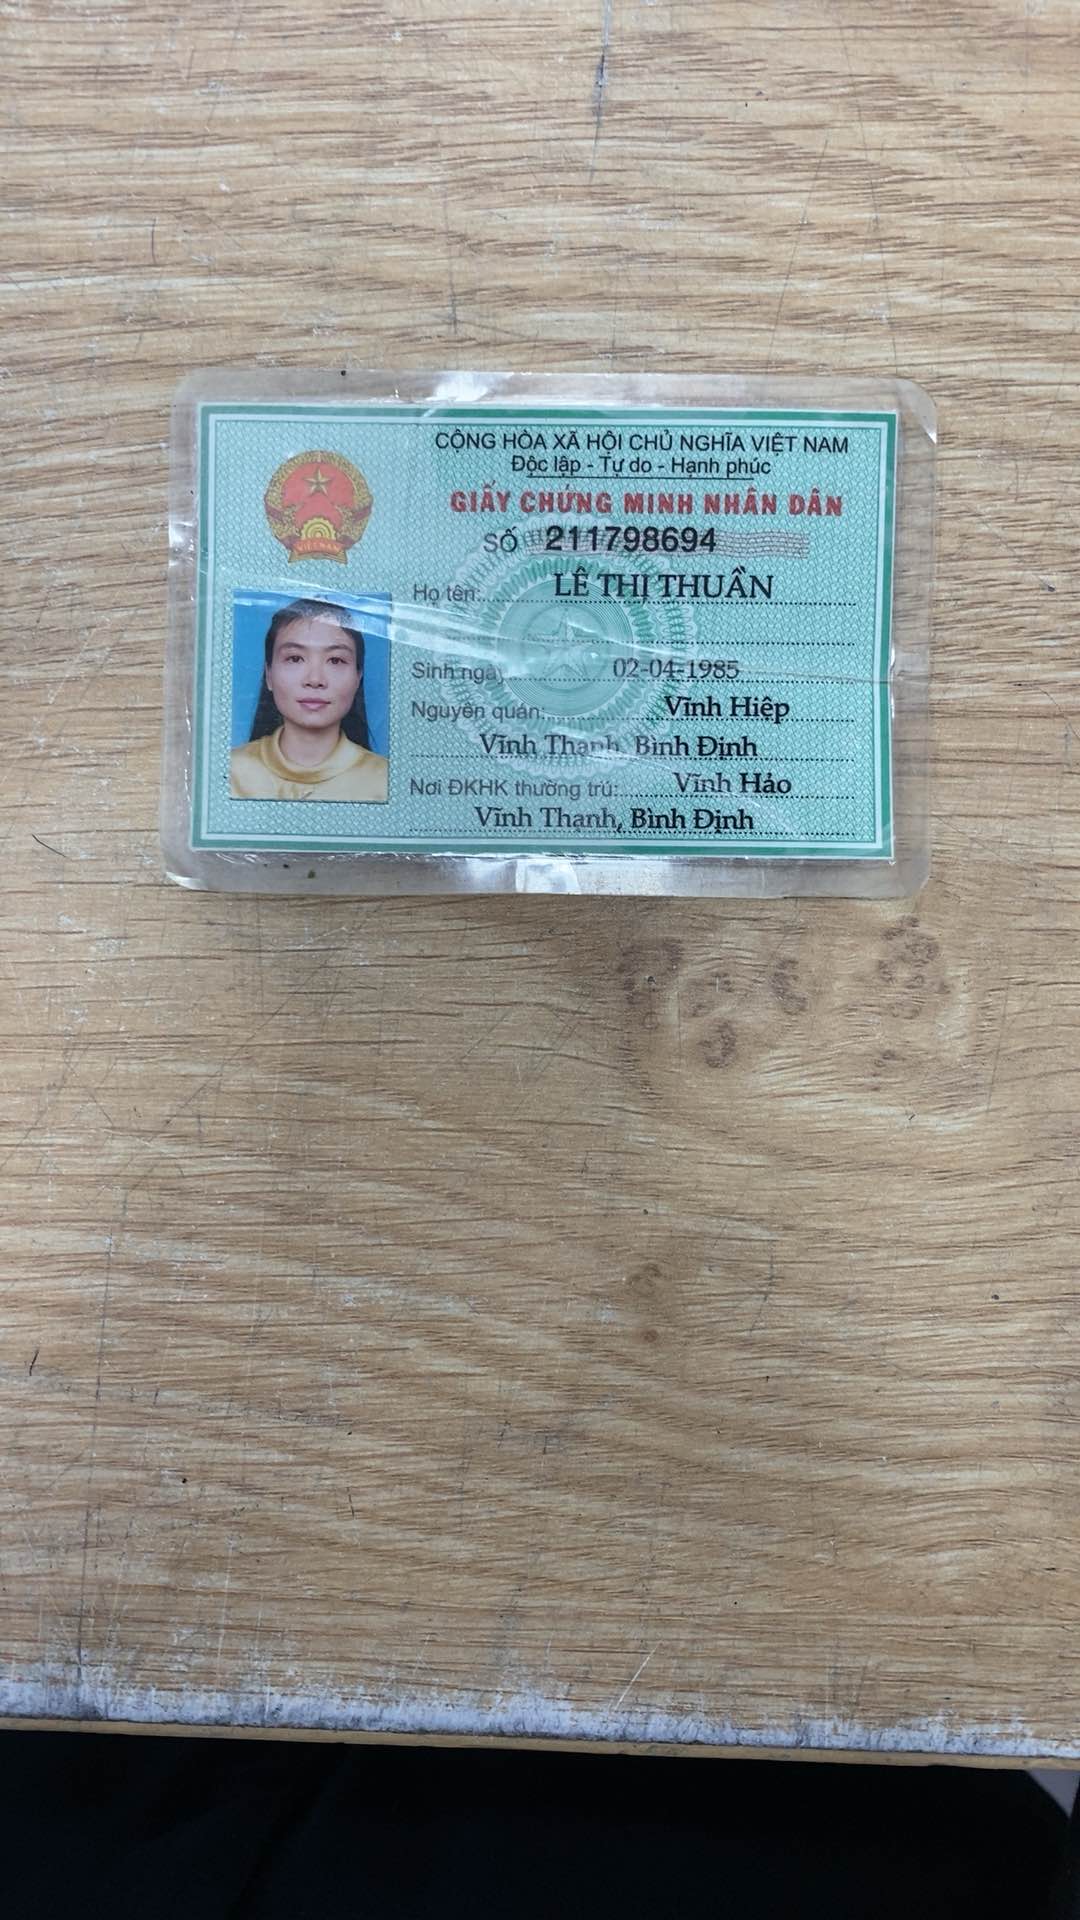 CỘNG HÒA XÃ HỘI CHỦ NGHĨA VIỆT NAM
Độc lập - Tự do - Hạnh phúc
GIẤY CHỨNG MINH NHÂN DÂN
SỐ 211798694
VIỆT NAM
Họ tên: LÊ THỊ THUẦN
Sinh ngày 02-04-1985
Nguyên quán: Vĩnh Hiệp
Vĩnh Thạnh, Bình Định
Nơi ĐKHK thường trú: Vĩnh Hảo
Vĩnh Thạnh, Bình Định